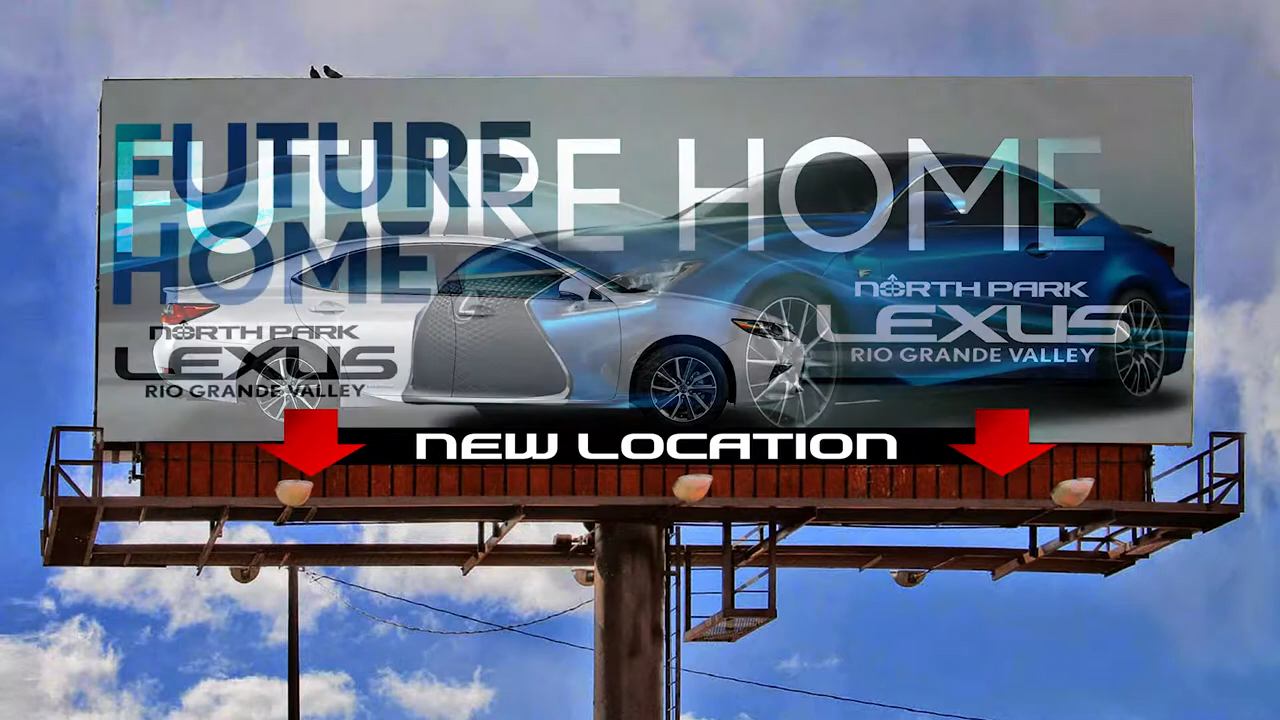 FUTURE
HOME
FUTURE HOME
NORTH PARK
LEXUS
RIO GRANDE VALLEY
NORTH PARK
LEXUS
RIO GRANDE VALLEY
NEW LOCATION